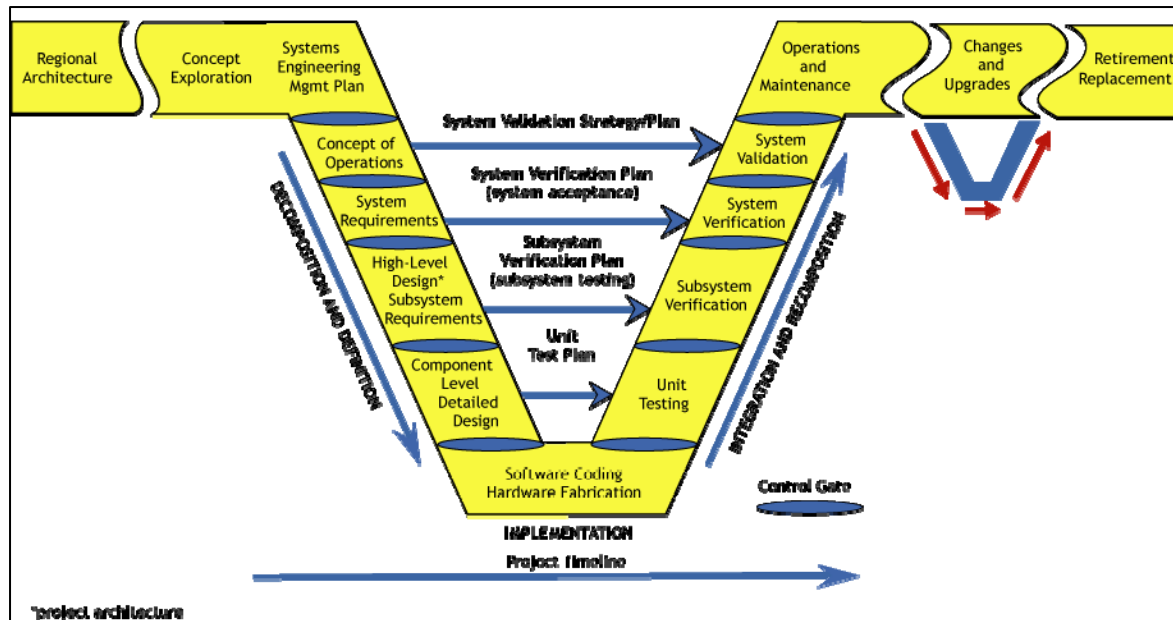 Regional
Architecture
Concept
Exploration
Systems
Engineering
Mgmt Plan
Operations
and
Maintenance
Changes
and
Upgrades
Retirement
Replacement
System Validation Strategy/Plan
Concept of
Operations
System
Validation
System Verification Plan
(system acceptance)
System
Requirements
System
Verification
Subsystem
Verification Plan
(subsystem testing)
High-Level
Design*
Subsystem
Requirements
Subsystem
Verification
Unit
Test Plan
Component
Level
Detailed
Design
Unit
Testing
DECOMPOSITION AND DEFINITION
INTEGRATION AND RECOMPOSITION
Software Coding
Hardware Fabrication
Control Gate
IMPLEMENTATION
Project Timeline
*project architecture